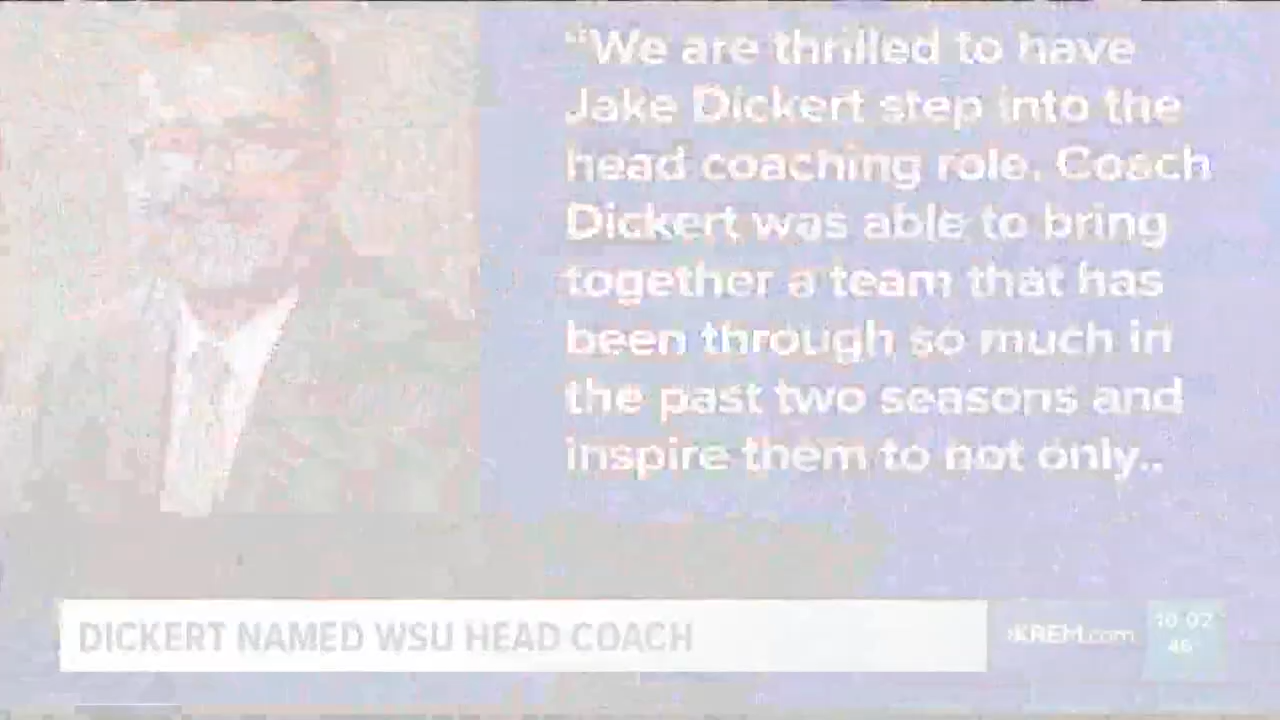 “We are thrilled to have
Jake Dickert step into the
head coaching role. Coach
Dickert was able to bring
together a team that has
been through so much in
the past two seasons and
inspire them to not only..
DICKERT NAMED WSU HEAD COACH
KREM.com
10:02
46°